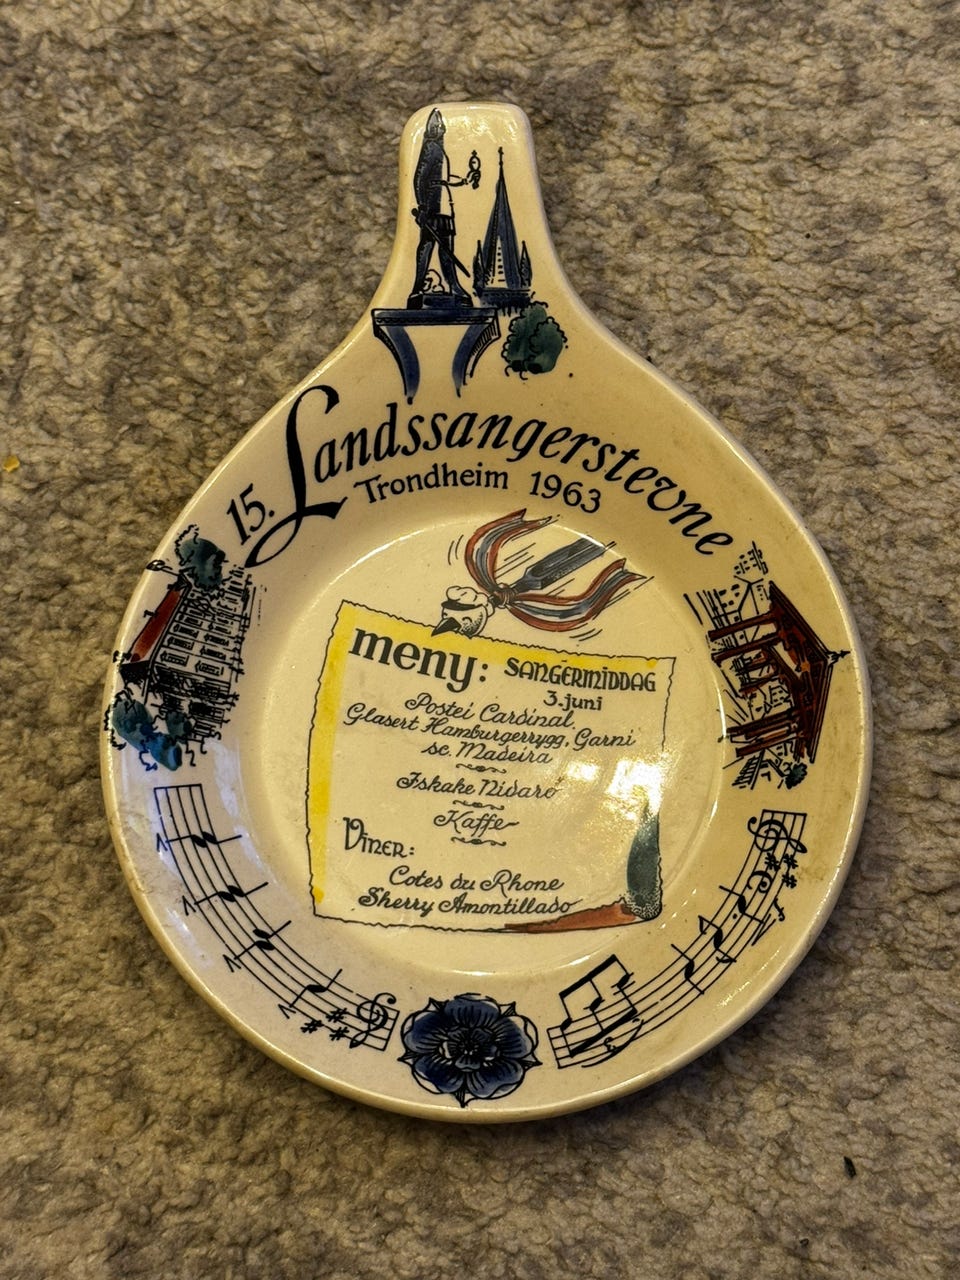 15. Landssangerstevne
Trondheim 1963
meny: SANGERMIDDAG
3. juni
Postei Cardinal,
Glasert Hamburgerrygg, Garni
sc. Madeira
Iskake Nidarø
Kaffe
Viner:
Cotes du Rhone
Sherry Amontillado